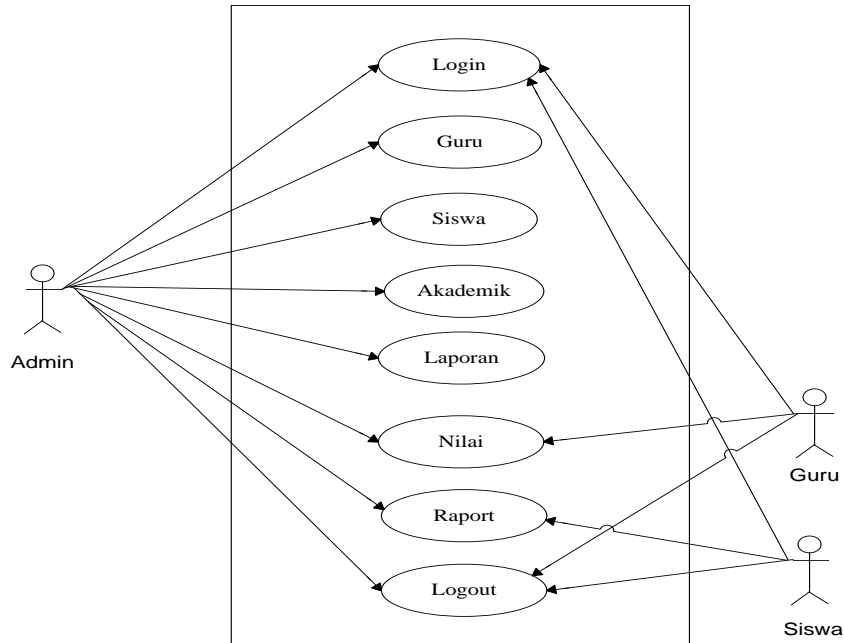 Login
Guru
Siswa
Akademik
Laporan
Nilai
Raport
Logout
Admin
Guru
Siswa